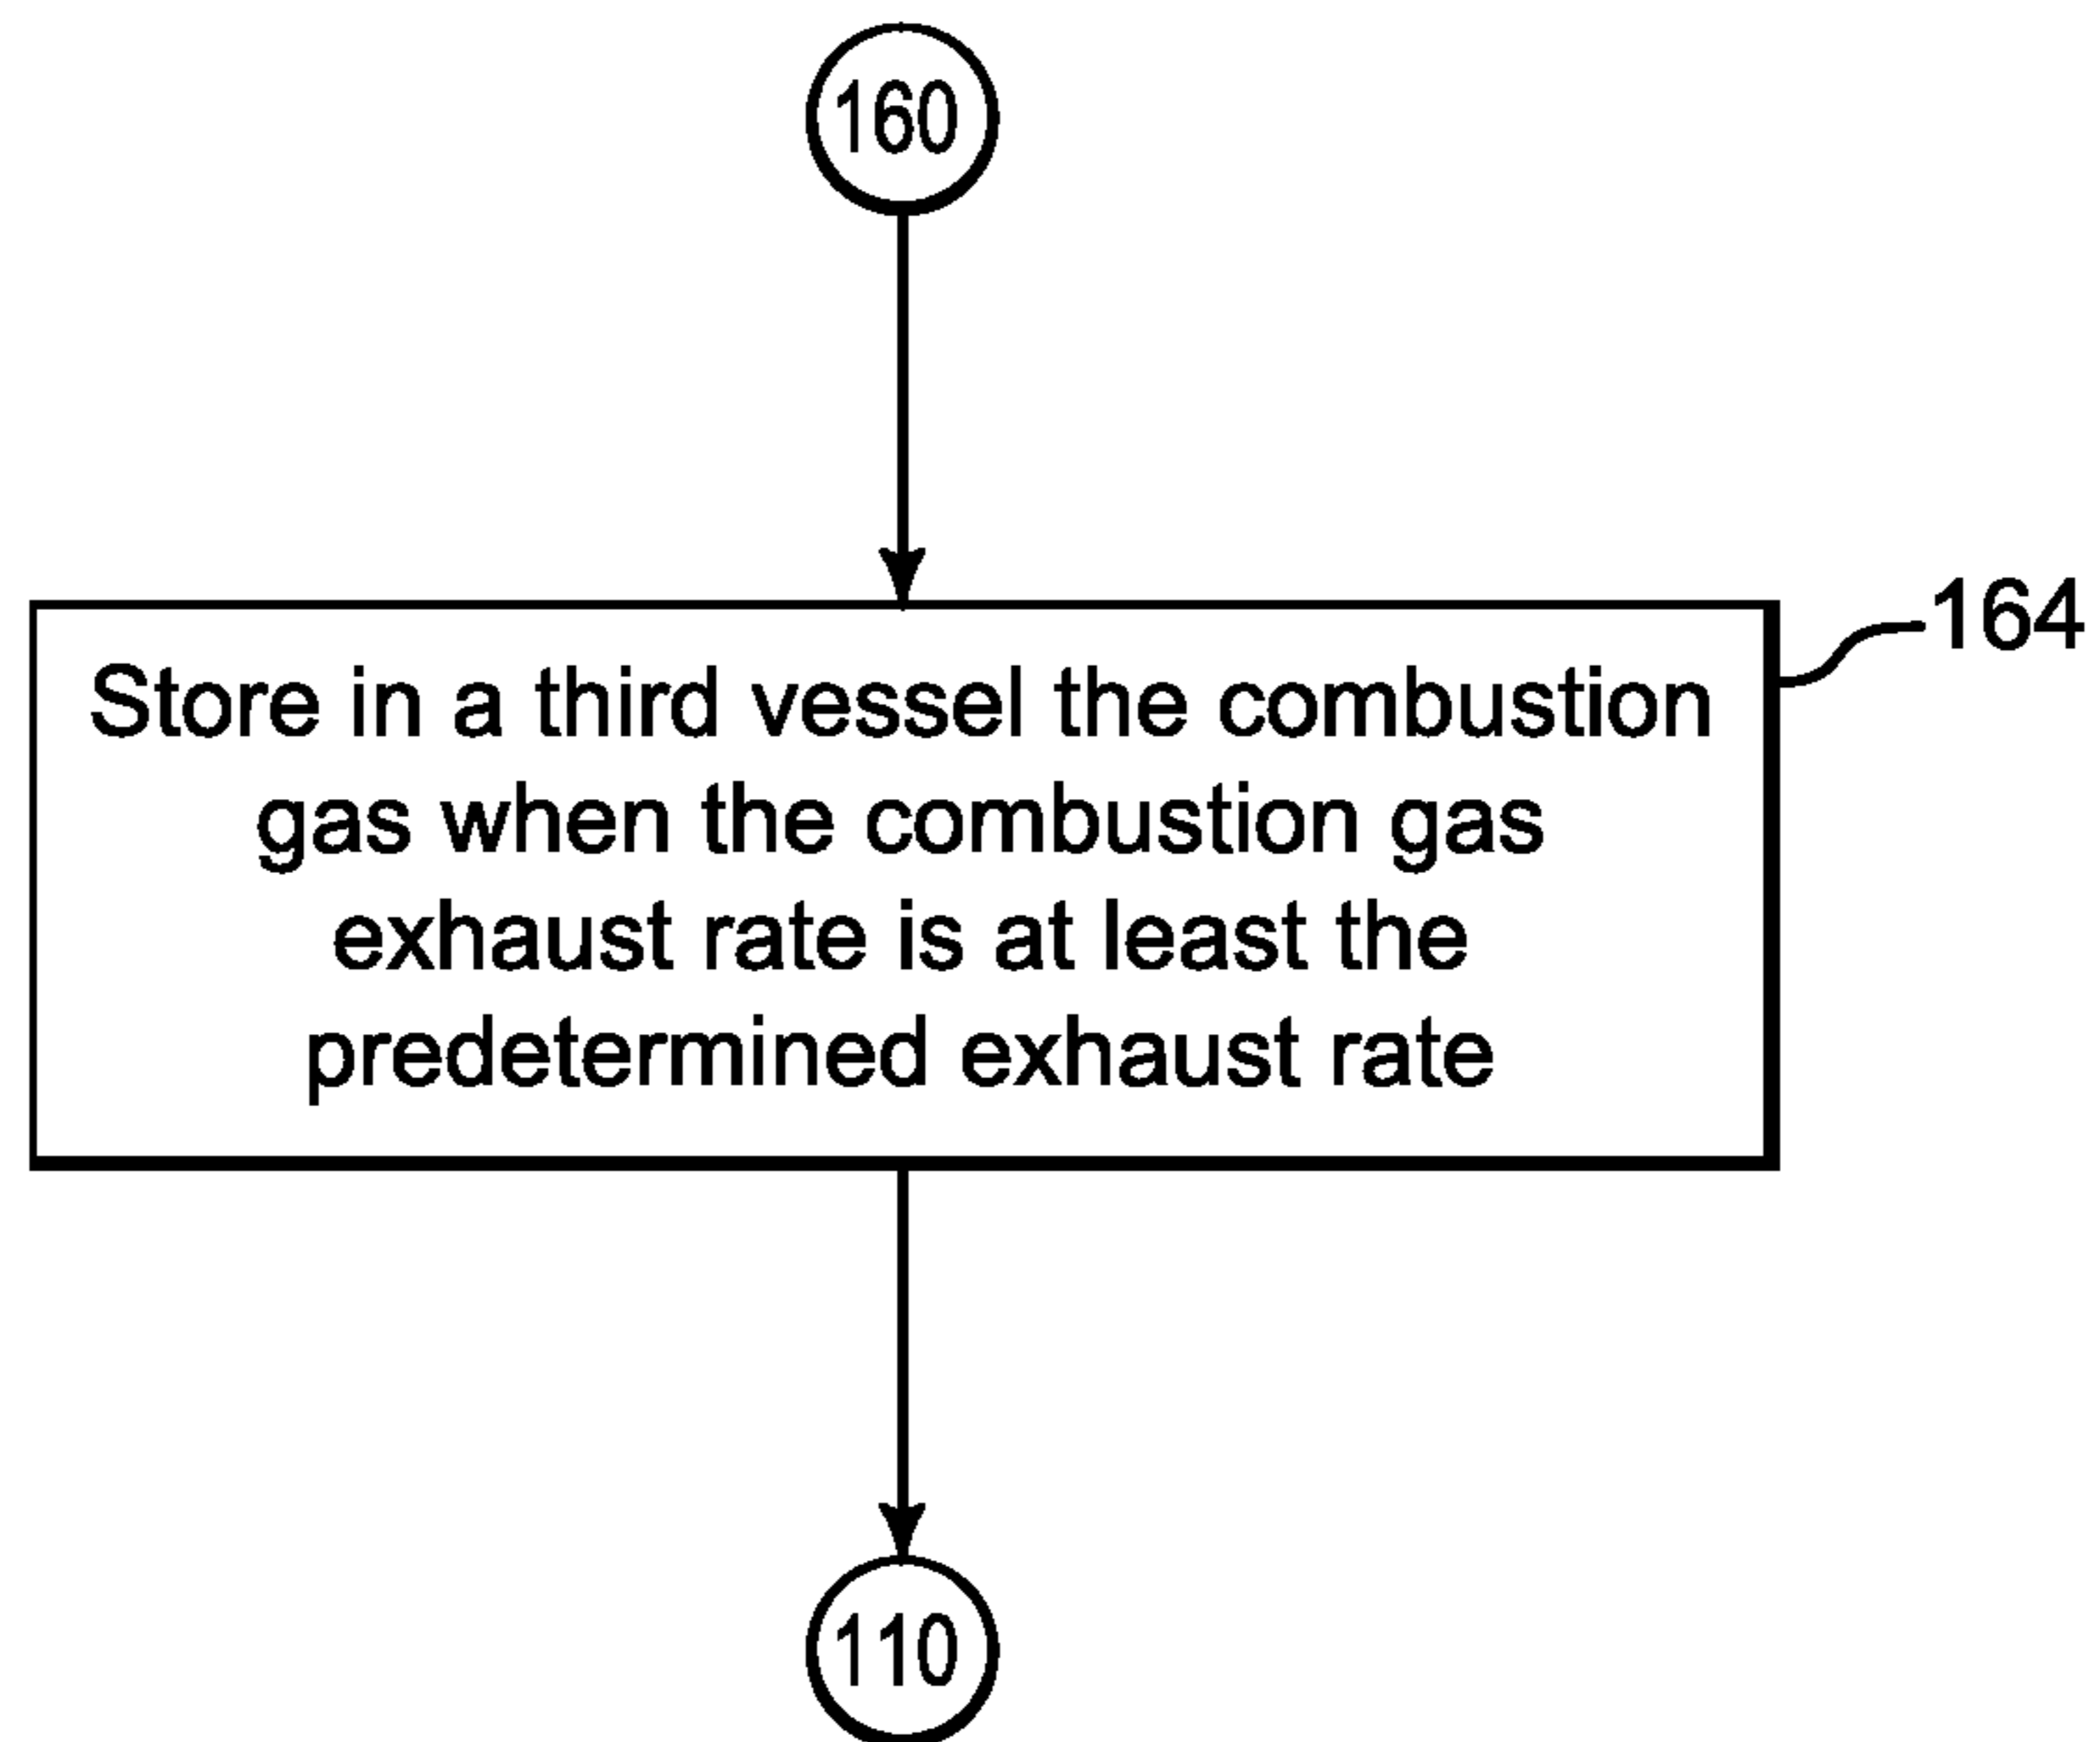 160
164
Store in a third vessel the combustion
gas when the combustion gas
exhaust rate is at least the
predetermined exhaust rate
110